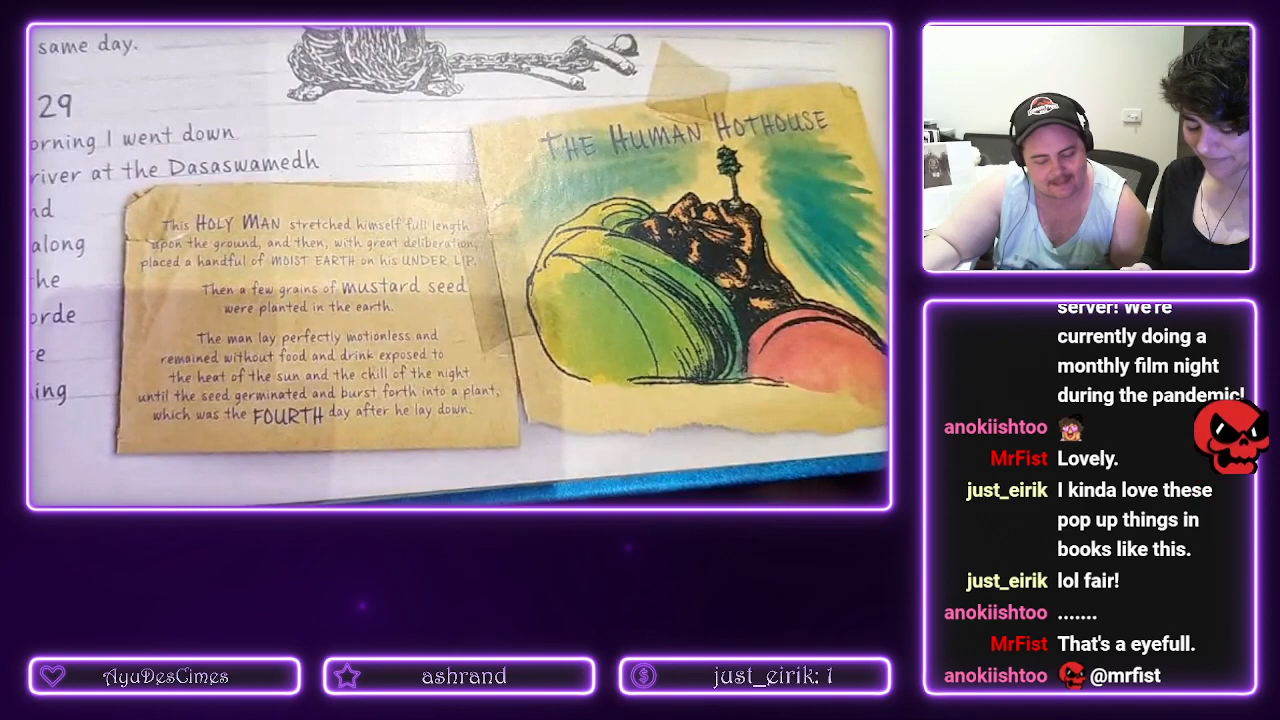 same day.
29
orning I went down
river at the Dasaswamedh
nd
along
he
orde
re
ing
This HOLY MAN stretched himself full length
upon the ground, and then, with great deliberation,
placed a handful of MOIST EARTH on his UNDER LIP.
Then a few grains of mustard seed
were planted in the earth.
The man lay perfectly motionless and
remained without food and drink exposed to
the heat of the sun and the chill of the night
until the seed germinated and burst forth into a plant,
which was the FOURTH day after he lay down.
THE HUMAN HOTHOUSE
server! We're
currently doing a
monthly film night
during the pandemic!
anokiishtoo
MrFist Lovely.
just_eirik I kinda love these
pop up things in
books like this.
just_eirik lol fair!
anokiishtoo .......
MrFist That's a eyefull.
anokiishtoo @mrfist
AyuDesCimes
ashrand
just_eirik: 1